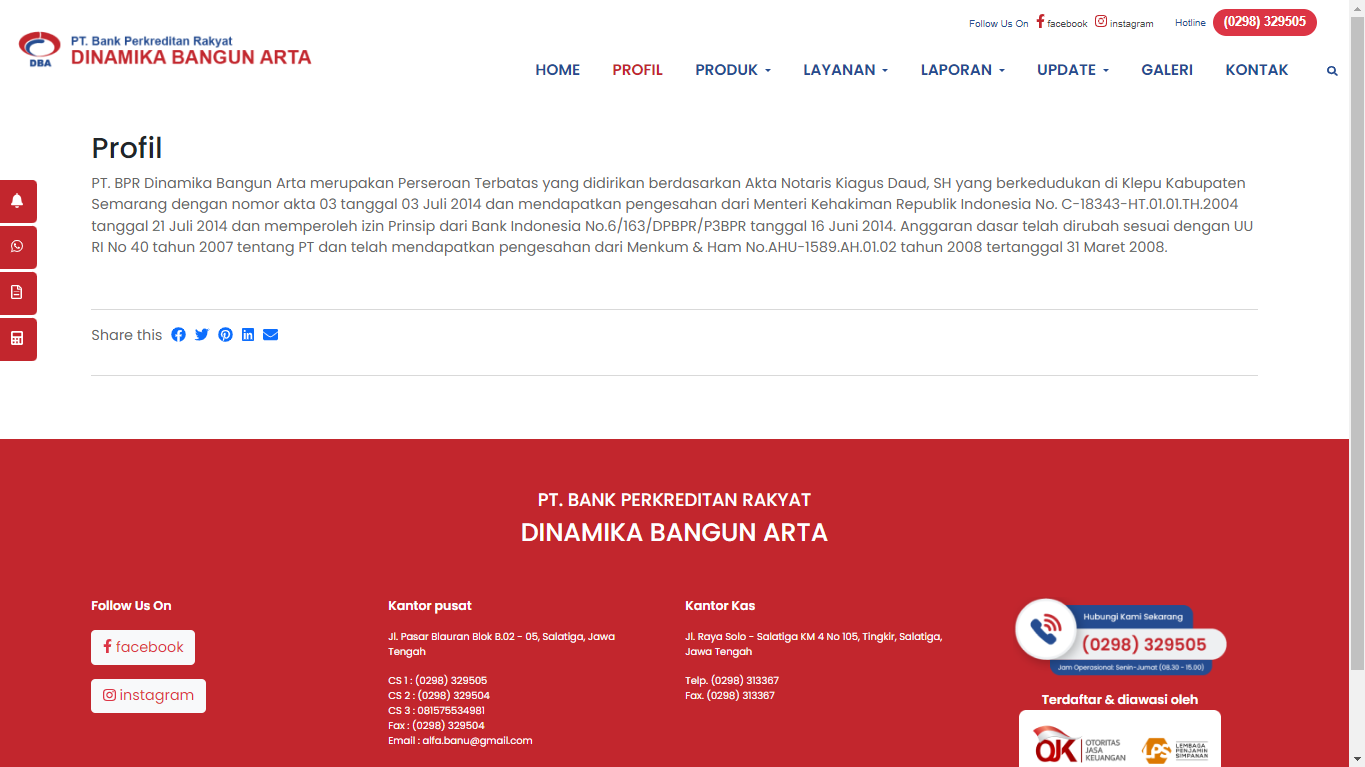 Follow Us On facebook instagram Hotline (0298) 329505
PT. Bank Perkreditan Rakyat
DINAMIKA BANGUN ARTA
DBA
HOME PROFIL PRODUK LAYANAN LAPORAN UPDATE GALERI KONTAK
Profil
PT. BPR Dinamika Bangun Arta merupakan Perseroan Terbatas yang didirikan berdasarkan Akta Notaris Kiagus Daud, SH yang berkedudukan di Klepu Kabupaten
Semarang dengan nomor akta 03 tanggal 03 Juli 2014 dan mendapatkan pengesahan dari Menteri Kehakiman Republik Indonesia No. C-18343-HT.01.01.TH.2004
tanggal 21 Juli 2014 dan memperoleh izin Prinsip dari Bank Indonesia No.6/163/DPBPR/P3BPR tanggal 16 Juni 2014. Anggaran dasar telah dirubah sesuai dengan UU
RI No 40 tahun 2007 tentang PT dan telah mendapatkan pengesahan dari Menkum & Ham No.AHU-1589.AH.01.02 tahun 2008 tertanggal 31 Maret 2008.
Share this
PT. BANK PERKREDITAN RAKYAT
DINAMIKA BANGUN ARTA
Follow Us On
facebook
instagram
Kantor pusat
Jl. Pasar Blauran Blok B.02 - 05, Salatiga, Jawa
Tengah
CS 1 : (0298) 329505
CS 2 : (0298) 329504
CS 3 : 081575534981
Fax : (0298) 329504
Email : alfa.banu@gmail.com
Kantor Kas
Jl. Raya Solo - Salatiga KM 4 No 105, Tingkir, Salatiga,
Jawa Tengah
Telp. (0298) 313367
Fax. (0298) 313367
Hubungi Kami Sekarang
(0298) 329505
Jam Operasional: Senin-Jumat (08.30 - 15.00)
Terdaftar & diawasi oleh
OJK OTORITAS
JASA
KEUANGAN
LPS LEMBAGA
PENJAMIN
SIMPANAN